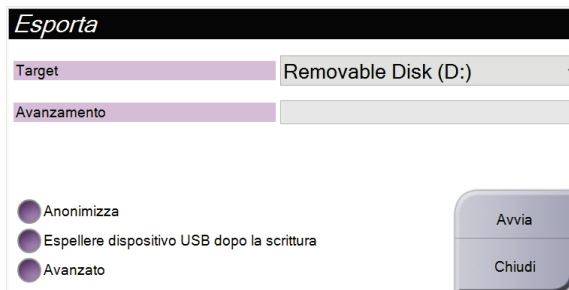 Esporta
Target Removable Disk (D:)
Avanzamento
Anonimizza
Espellere dispositivo USB dopo la scrittura
Avanzato
Avvia
Chiudi